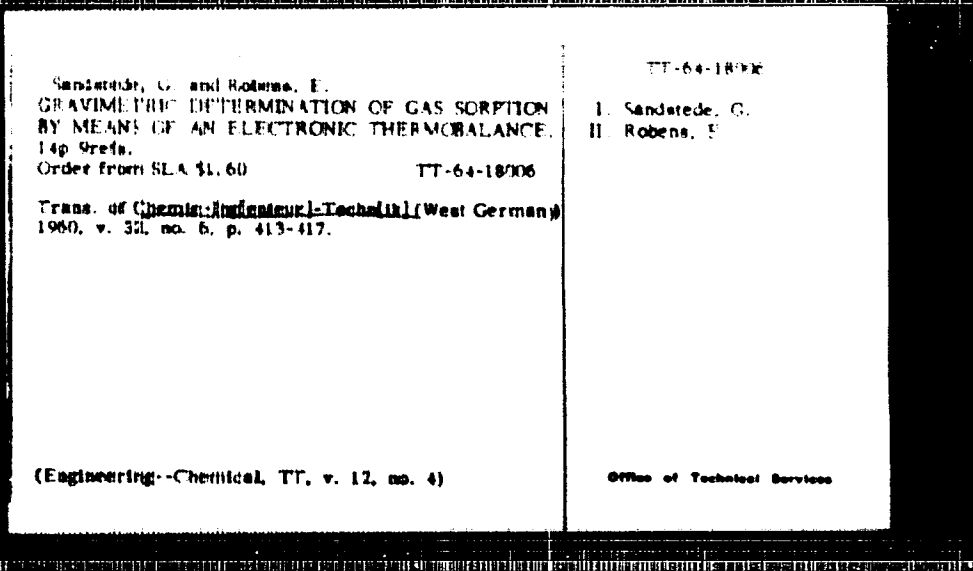 Sandstede, G. and Robens, E.
GRAVIMETRIC DETERMINATION OF GAS SORPTION
BY MEANS OF AN ELECTRONIC THERMOBALANCE.
14p 9refs.
Order from SLA $1.60 TT-64-18006
Trans. of Chemie-Ingenieur-Technik (West Germany)
1960, v. 32, no. 6, p. 413-417.
(Engineering--Chemical, TT, v. 12, no. 4)
TT-64-18006
I. Sandstede, G.
II. Robens, E
Office of Technical Services